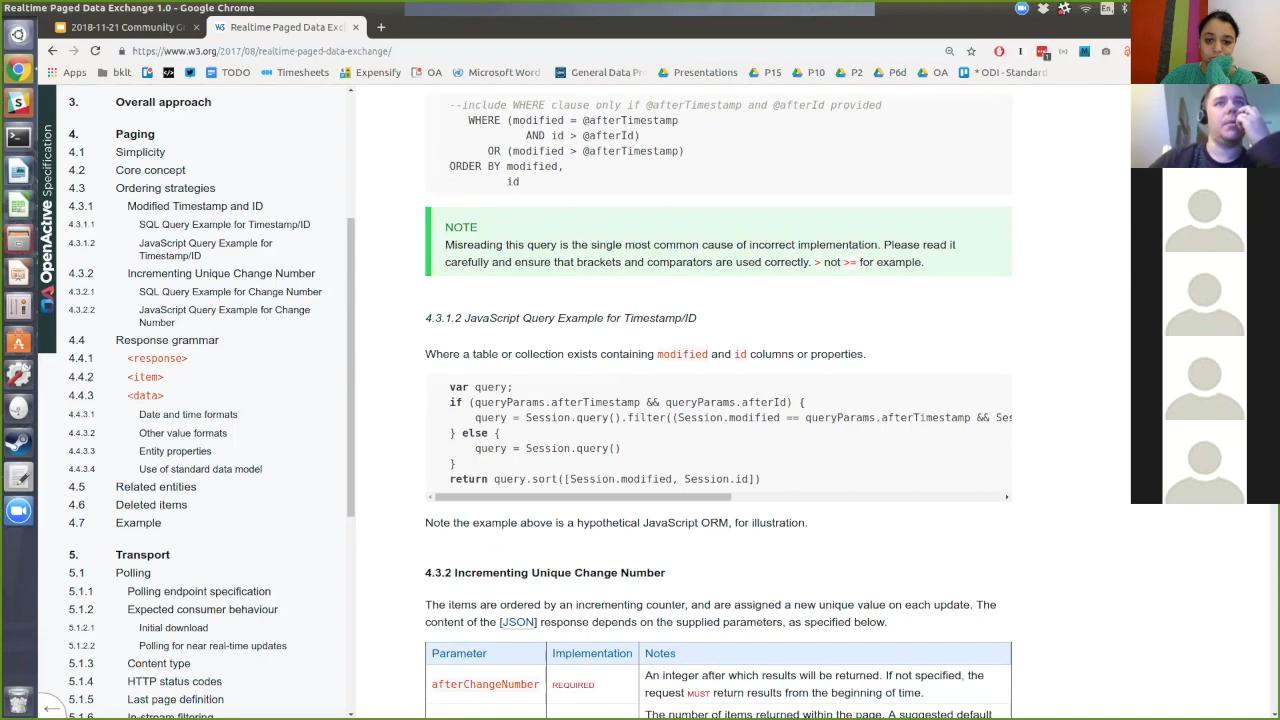 Realtime Paged Data Exchange 1.0 - Google Chrome
En,
2018-11-21 Community G
Realtime Paged Data Exc
https://www.w3.org/2017/08/realtime-paged-data-exchange/
Apps
bklt
TODO
Timesheets
Expensify
OA
Microsoft Word
General Data Pro
Presentations
P15
P10
P2
P6d
OA
* ODI - Standard
OpenActive Specification
3. Overall approach
4. Paging
4.1 Simplicity
4.2 Core concept
4.3 Ordering strategies
4.3.1 Modified Timestamp and ID
4.3.1.1 SQL Query Example for Timestamp/ID
4.3.1.2 JavaScript Query Example for
Timestamp/ID
4.3.2 Incrementing Unique Change Number
4.3.2.1 SQL Query Example for Change Number
4.3.2.2 JavaScript Query Example for Change
Number
4.4 Response grammar
4.4.1 <response>
4.4.2 <item>
4.4.3 <data>
4.4.3.1 Date and time formats
4.4.3.2 Other value formats
4.4.3.3 Entity properties
4.4.3.4 Use of standard data model
4.5 Related entities
4.6 Deleted items
4.7 Example
5. Transport
5.1 Polling
5.1.1 Polling endpoint specification
5.1.2 Expected consumer behaviour
5.1.2.1 Initial download
5.1.2.2 Polling for near real-time updates
5.1.3 Content type
5.1.4 HTTP status codes
5.1.5 Last page definition
5.1.6 In-stream filtering
--include WHERE clause only if @afterTimestamp and @afterId provided
WHERE (modified = @afterTimestamp
AND id > @afterId)
OR (modified > @afterTimestamp)
ORDER BY modified,
id
NOTE
Misreading this query is the single most common cause of incorrect implementation. Please read it
carefully and ensure that brackets and comparators are used correctly. > not >= for example.
4.3.1.2 JavaScript Query Example for Timestamp/ID
Where a table or collection exists containing modified and id columns or properties.
var query;
if (queryParams.afterTimestamp && queryParams.afterId) {
query = Session.query().filter((Session.modified == queryParams.afterTimestamp && Ses
} else {
query = Session.query()
}
return query.sort([Session.modified, Session.id])
Note the example above is a hypothetical JavaScript ORM, for illustration.
4.3.2 Incrementing Unique Change Number
The items are ordered by an incrementing counter, and are assigned a new unique value on each update. The
content of the [JSON] response depends on the supplied parameters, as specified below.
Parameter Implementation Notes
afterChangeNumber REQUIRED An integer after which results will be returned. If not specified, the
request MUST return results from the beginning of time.
The number of items returned within the page. A suggested default